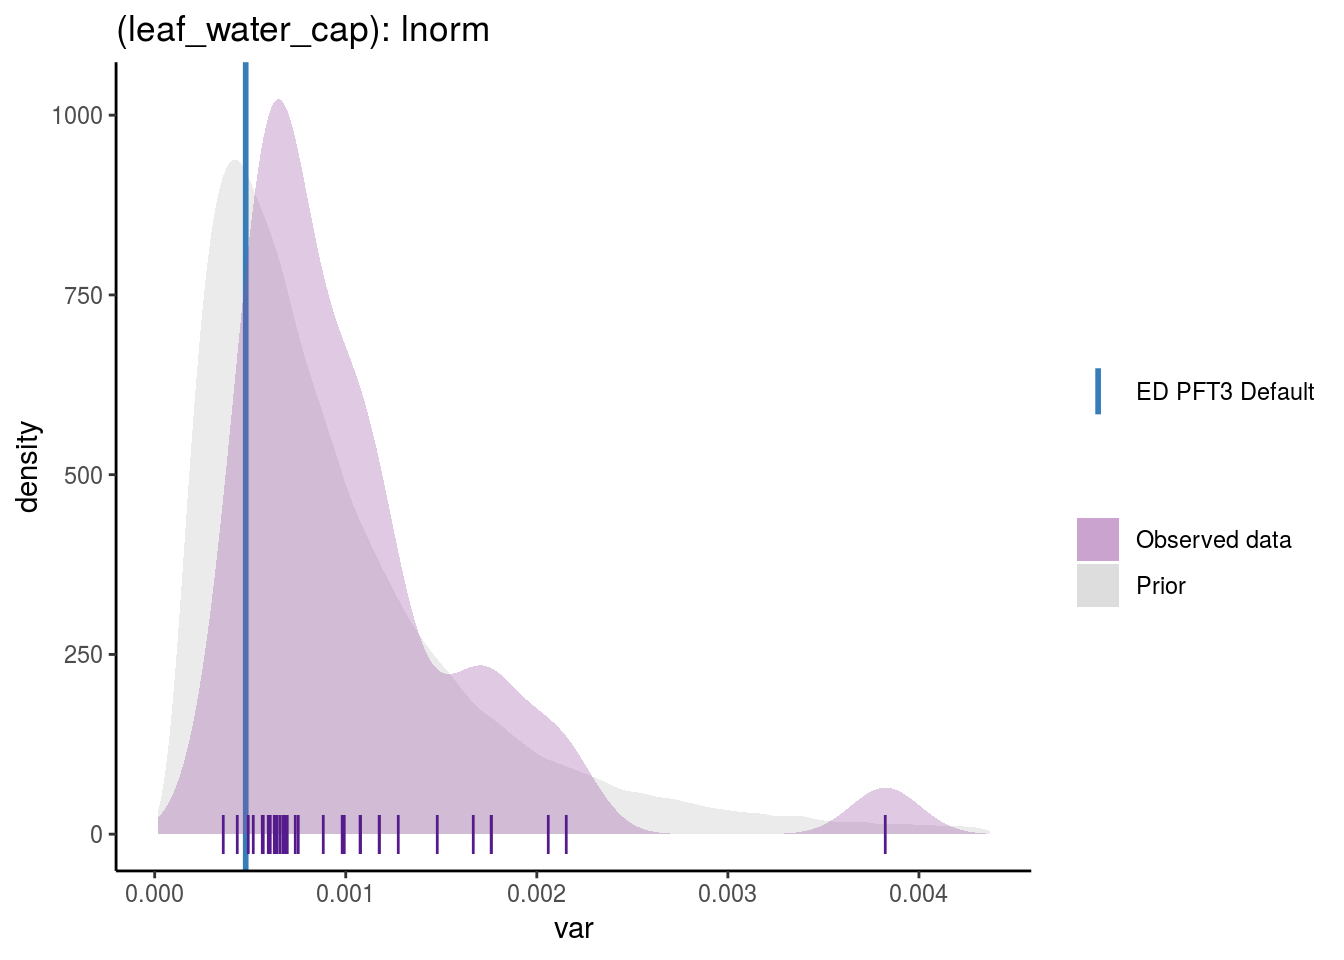 (leaf_water_cap): lnorm
1000
750
500
250
0
density
0.000
0.001
0.002
0.003
0.004
var
ED PFT3 Default
Observed data
Prior